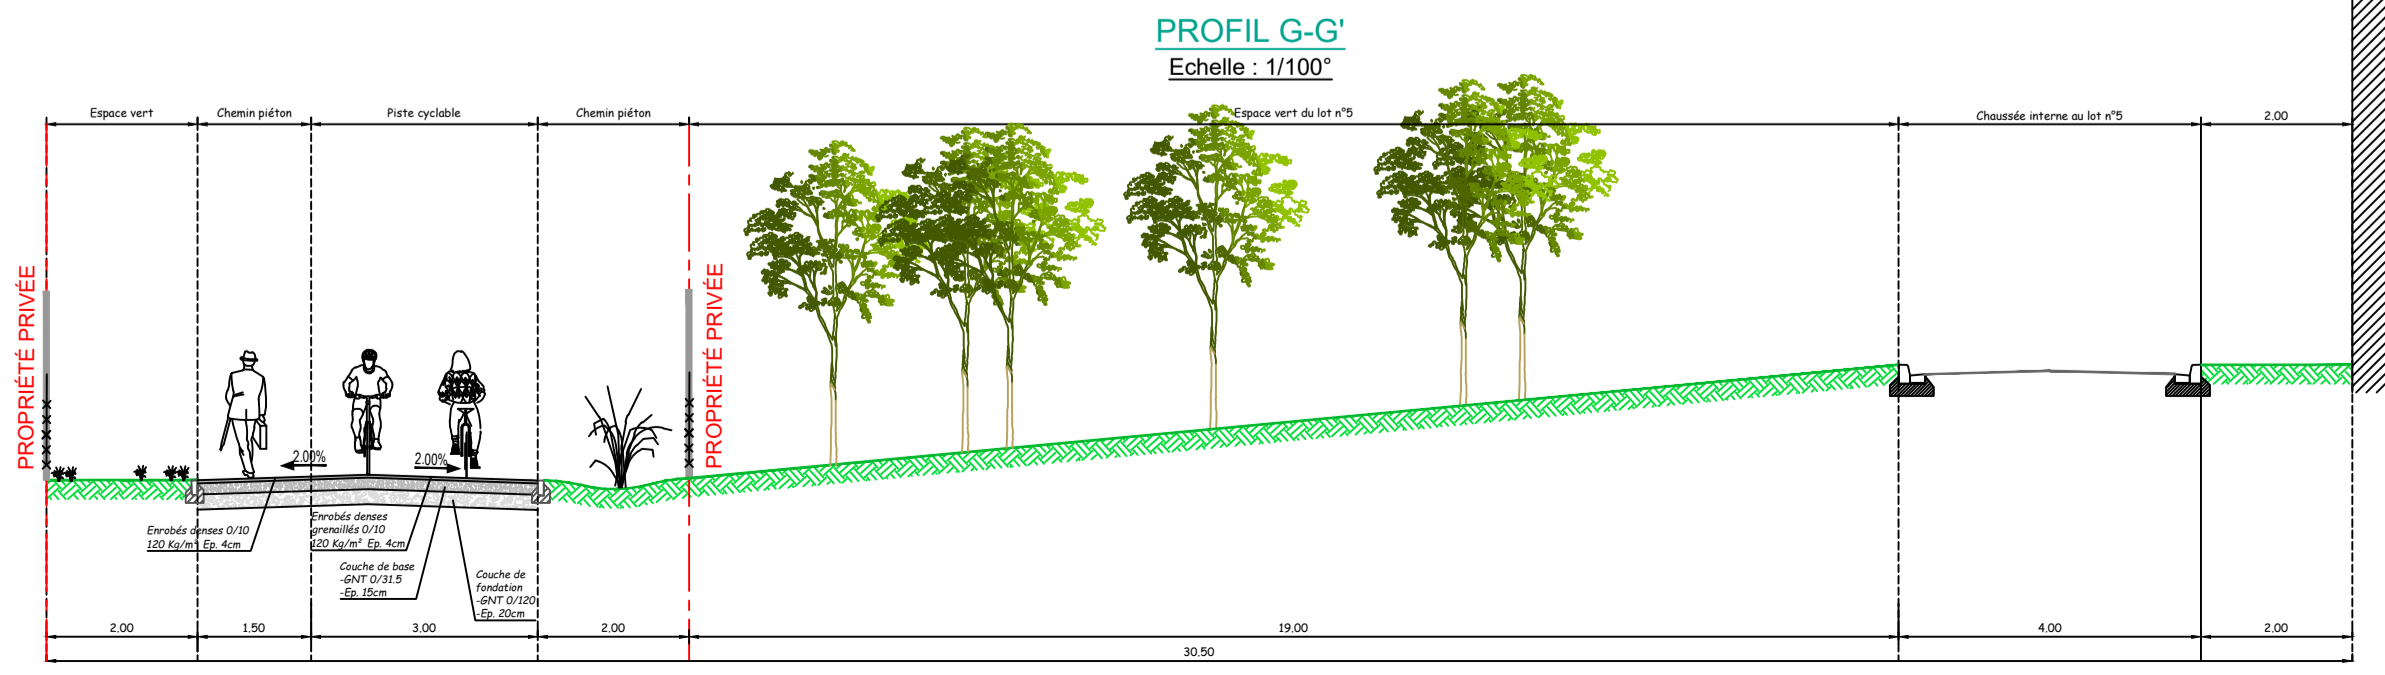 PROFIL G-G'
Echelle : 1/100°
Espace vert
Chemin piéton
Piste cyclable
Chemin piéton
Espace vert du lot n°5
Chaussée interne au lot n°5
2.00
PROPRIÉTÉ PRIVÉE
PROPRIÉTÉ PRIVÉE
2.00%
2.00%
Enrobés denses 0/10
120 Kg/m² Ep. 4cm
Enrobés denses
grenaillés 0/10
120 Kg/m² Ep. 4cm
Couche de base
-GNT 0/31.5
-Ep. 15cm
Couche de
fondation
-GNT 0/120
-Ep. 20cm
2.00
1.50
3.00
2.00
19.00
4.00
2.00
30.50